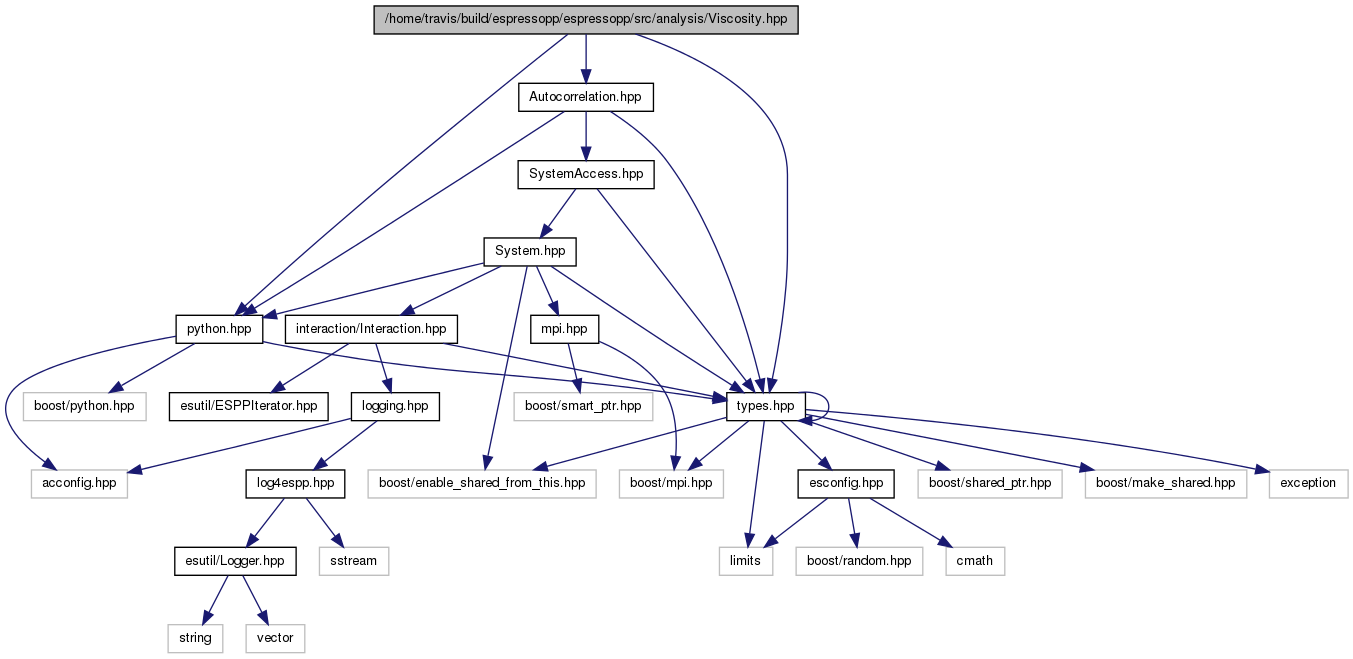 /home/travis/build/espressopp/espressopp/src/analysis/Viscosity.hpp
Autocorrelation.hpp
SystemAccess.hpp
System.hpp
python.hpp
interaction/Interaction.hpp
mpi.hpp
boost/python.hpp
esutil/ESPPIterator.hpp
logging.hpp
boost/smart_ptr.hpp
types.hpp
acconfig.hpp
log4espp.hpp
boost/enable_shared_from_this.hpp
boost/mpi.hpp
esconfig.hpp
boost/shared_ptr.hpp
boost/make_shared.hpp
exception
esutil/Logger.hpp
sstream
limits
boost/random.hpp
cmath
string
vector